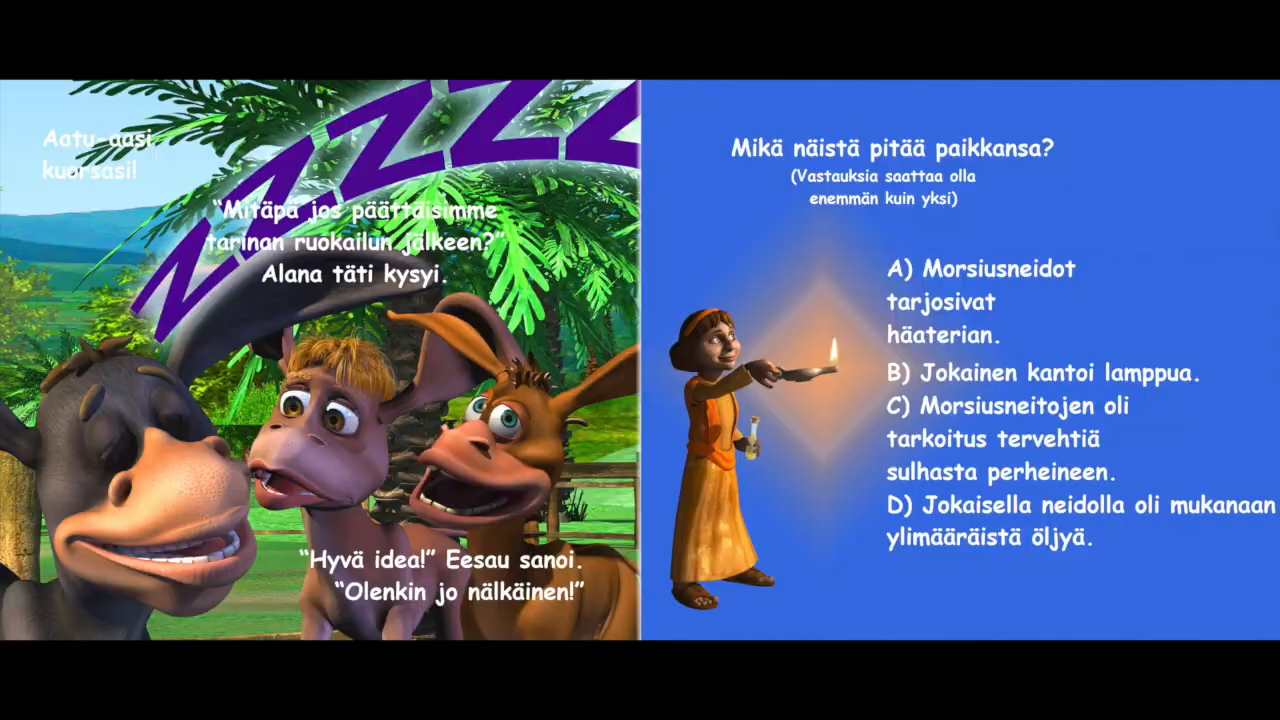 ZZZZZ
Aatu-aasi
kuorsasi!
“Mitäpä jos päättäisimme
tarinan ruokailun jälkeen?”
Alana täti kysyi.
“Hyvä idea!” Eesau sanoi.
“Olenkin jo nälkäinen!”
Mikä näistä pitää paikkansa?
(Vastauksia saattaa olla
enemmän kuin yksi)
A) Morsiusneidot
tarjosivat
hääaterian.
B) Jokainen kantoi lamppua.
C) Morsiusneitojen oli
tarkoitus tervehtiä
sulhasta perheineen.
D) Jokaisella neidolla oli mukanaan
ylimääräistä öljyä.